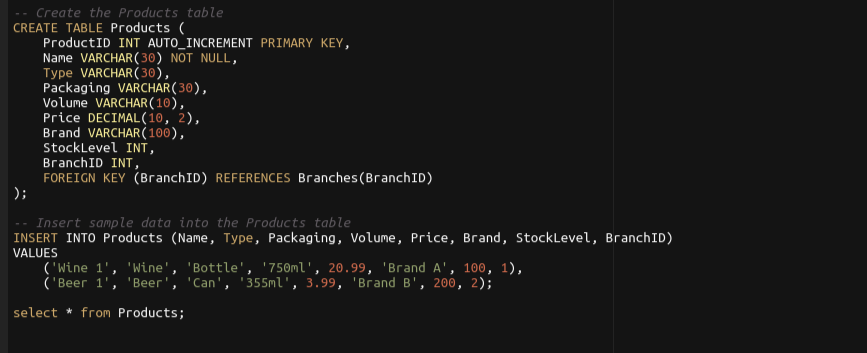 -- Create the Products table
CREATE TABLE Products (
    ProductID INT AUTO_INCREMENT PRIMARY KEY,
    Name VARCHAR(30) NOT NULL,
    Type VARCHAR(30),
    Packaging VARCHAR(30),
    Volume VARCHAR(10),
    Price DECIMAL(10, 2),
    Brand VARCHAR(100),
    StockLevel INT,
    BranchID INT,
    FOREIGN KEY (BranchID) REFERENCES Branches(BranchID)
);

-- Insert sample data into the Products table
INSERT INTO Products (Name, Type, Packaging, Volume, Price, Brand, StockLevel, BranchID)
VALUES
    ('Wine 1', 'Wine', 'Bottle', '750ml', 20.99, 'Brand A', 100, 1),
    ('Beer 1', 'Beer', 'Can', '355ml', 3.99, 'Brand B', 200, 2);

select * from Products;